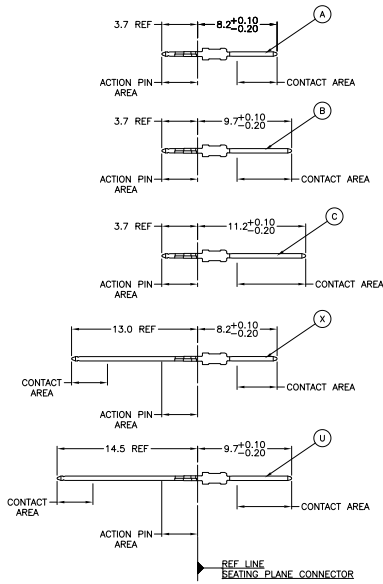 A
3.7 REF 8.2+0.10 -0.20
ACTION PIN AREA
CONTACT AREA
B
3.7 REF 9.7+0.10 -0.20
ACTION PIN AREA
CONTACT AREA
C
3.7 REF 11.2+0.10 -0.20
ACTION PIN AREA
CONTACT AREA
X
13.0 REF 8.2+0.10 -0.20
CONTACT AREA
CONTACT AREA
ACTION PIN AREA
U
14.5 REF 9.7+0.10 -0.20
CONTACT AREA
CONTACT AREA
ACTION PIN AREA
REF LINE
SEATING PLANE CONNECTOR